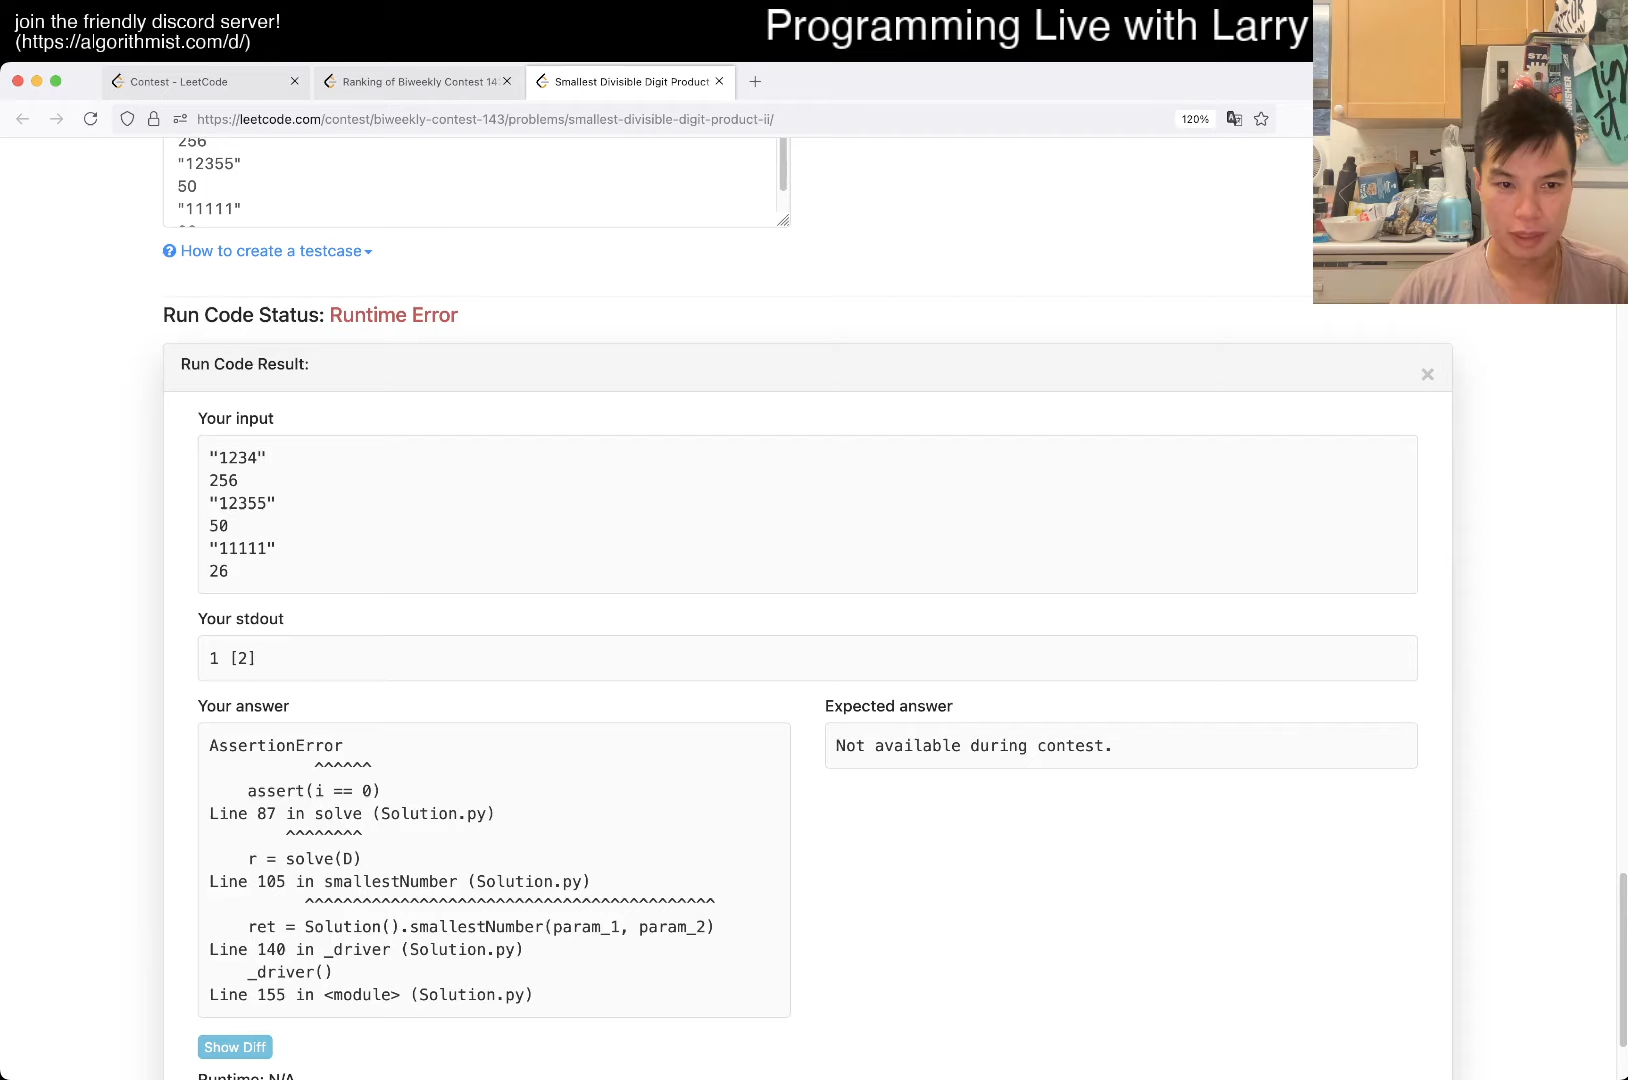 join the friendly discord server!
(https://algorithmist.com/d/)
Programming Live with Larry
Contest - LeetCode
Ranking of Biweekly Contest 14
Smallest Divisible Digit Product
https://leetcode.com/contest/biweekly-contest-143/problems/smallest-divisible-digit-product-ii/
120%
256
"12355"
50
"11111"
How to create a testcase
Run Code Status: Runtime Error
Run Code Result:
Your input
"1234"
256
"12355"
50
"11111"
26
Your stdout
1 [2]
Your answer
Expected answer
AssertionError
^^^^^^
assert(i == 0)
Line 87 in solve (Solution.py)
^^^^^^^^
r = solve(D)
Line 105 in smallestNumber (Solution.py)
^^^^^^^^^^^^^^^^^^^^^^^^^^^^^^^^^^^^^^^^^^^
ret = Solution().smallestNumber(param_1, param_2)
Line 140 in _driver (Solution.py)
_driver()
Line 155 in <module> (Solution.py)
Not available during contest.
Show Diff
Runtime: N/A